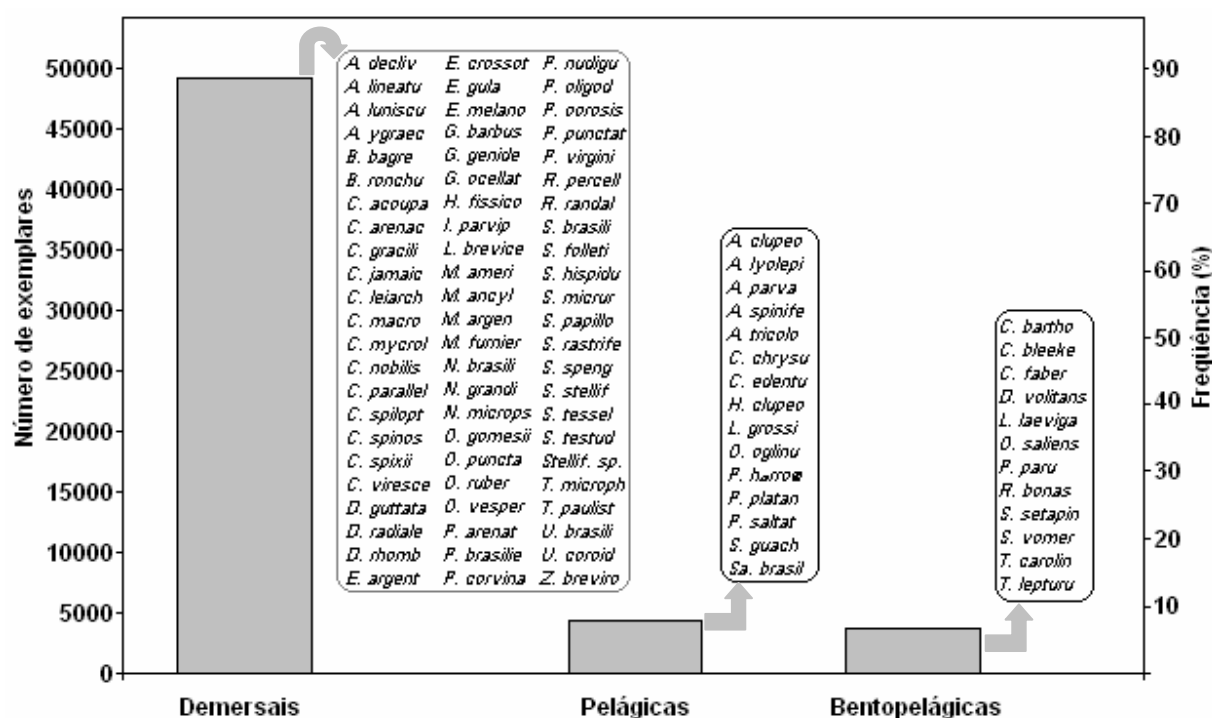 Número de exemplares
50000
45000
40000
35000
30000
25000
20000
15000
10000
5000
0
A. decliv E. crossot P. nudigu
A. lineatu E. gula P. oligod
A. luniscu E. melano P. porosis
A. ygraec G. barbus P. punctat
B. bagre G. genide P. virgini
B. ronchu G. ocellat R. percell
C. acoupa H. fissico R. randal
C. arenac I. parvip S. brasili
C. gracili L. brevice S. folleti
C. jamaic M. ameri S. hispidu
C. leiarch M. ancyl S. micrur
C. macro M. argen S. papillo
C. mycrol M. furnier S. rastrife
C. nobilis N. brasili S. speng
C. parallel N. grandi S. stellif
C. spilopt N. microps S. tessel
C. spinos O. gomesii S. testud
C. spixii O. puncta Stellif. sp.
C. viresce O. ruber T. microph
D. guttata O. vesper T. paulist
D. radiale P. arenat U. brasili
D. rhomb P. brasilie U. coroid
E. argent P. corvina Z. breviro
A. clupeo
A. lyolepi
A. parva
A. spinife
A. tricolo
C. chrysu
C. edentu
H. clupeo
L. grossi
O. oglinu
P. harrow
P. platan
P. saltat
S. guach
Sa. brasil
C. bartho
C. bleeke
C. faber
D. volitans
L. laeviga
O. saliens
P. paru
R. bonas
S. setapin
S. vomer
T. carolin
T. lepturu
90
80
70
60
50
40
30
20
10
Freqüência (%)
Demersais Pelágicas Bentopelágicas